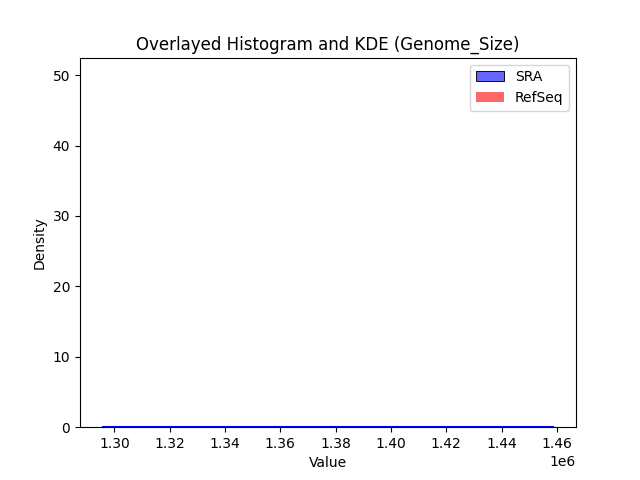 Overlayed Histogram and KDE (Genome_Size)
SRA
RefSeq
50
40
30
20
10
0
Density
1.30 1.32 1.34 1.36 1.38 1.40 1.42 1.44 1.46
1e6
Value